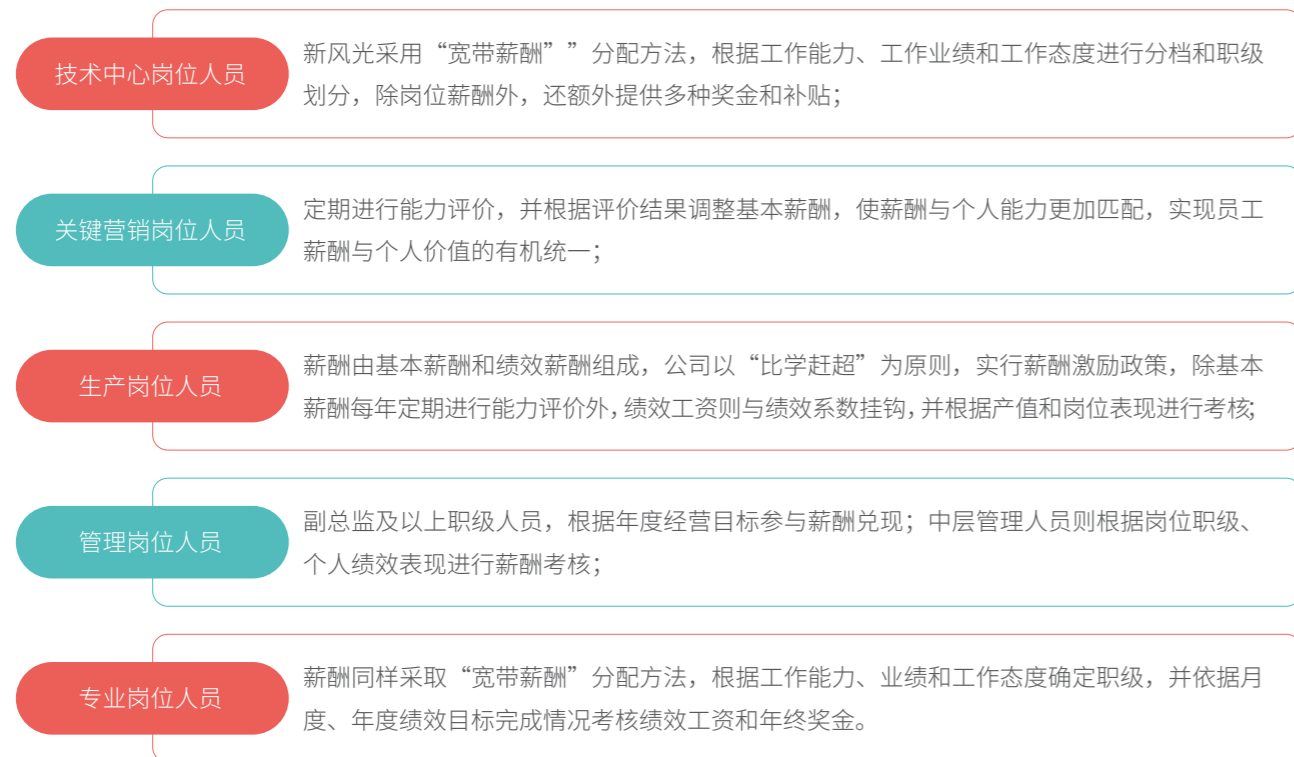 技术中心岗位人员
新风光采用“宽带薪酬””分配方法，根据工作能力、工作业绩和工作态度进行分档和职级
划分，除岗位薪酬外，还额外提供多种奖金和补贴；
关键营销岗位人员
定期进行能力评价，并根据评价结果调整基本薪酬，使薪酬与个人能力更加匹配，实现员工
薪酬与个人价值的有机统一；
生产岗位人员
薪酬由基本薪酬和绩效薪酬组成，公司以“比学赶超”为原则，实行薪酬激励政策，除基本
薪酬每年定期进行能力评价外，绩效工资则与绩效系数挂钩，并根据产值和岗位表现进行考核；
管理岗位人员
副总监及以上职级人员，根据年度经营目标参与薪酬兑现；中层管理人员则根据岗位职级、
个人绩效表现进行薪酬考核；
专业岗位人员
薪酬同样采取“宽带薪酬”分配方法，根据工作能力、业绩和工作态度确定职级，并依据月
度、年度绩效目标完成情况考核绩效工资和年终奖金。